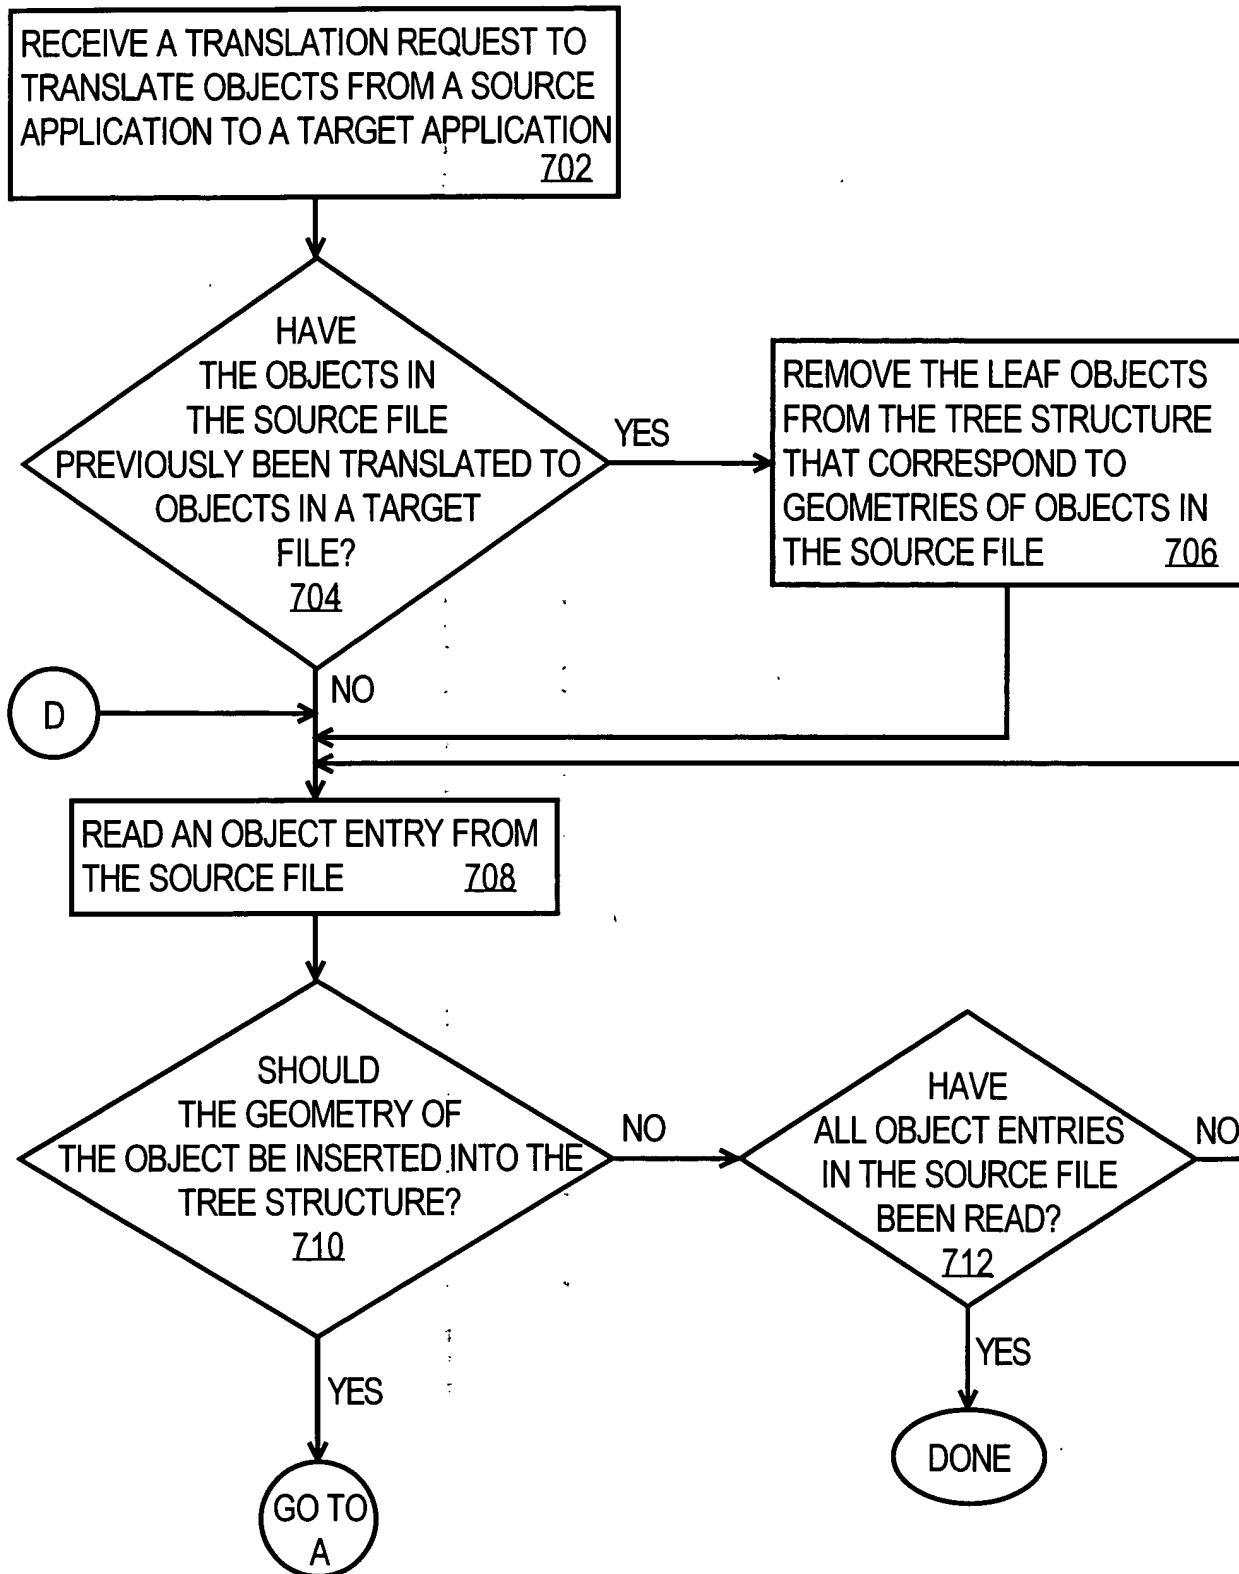 RECEIVE A TRANSLATION REQUEST TO
TRANSLATE OBJECTS FROM A SOURCE
APPLICATION TO A TARGET APPLICATION
702
HAVE
THE OBJECTS IN
THE SOURCE FILE
PREVIOUSLY BEEN TRANSLATED TO
OBJECTS IN A TARGET
FILE?
704
YES
REMOVE THE LEAF OBJECTS
FROM THE TREE STRUCTURE
THAT CORRESPOND TO
GEOMETRIES OF OBJECTS IN
THE SOURCE FILE 706
NO
D
READ AN OBJECT ENTRY FROM
THE SOURCE FILE 708
SHOULD
THE GEOMETRY OF
THE OBJECT BE INSERTED INTO THE
TREE STRUCTURE?
710
NO
HAVE
ALL OBJECT ENTRIES
IN THE SOURCE FILE
BEEN READ?
712
NO
YES
GO TO
A
YES
DONE